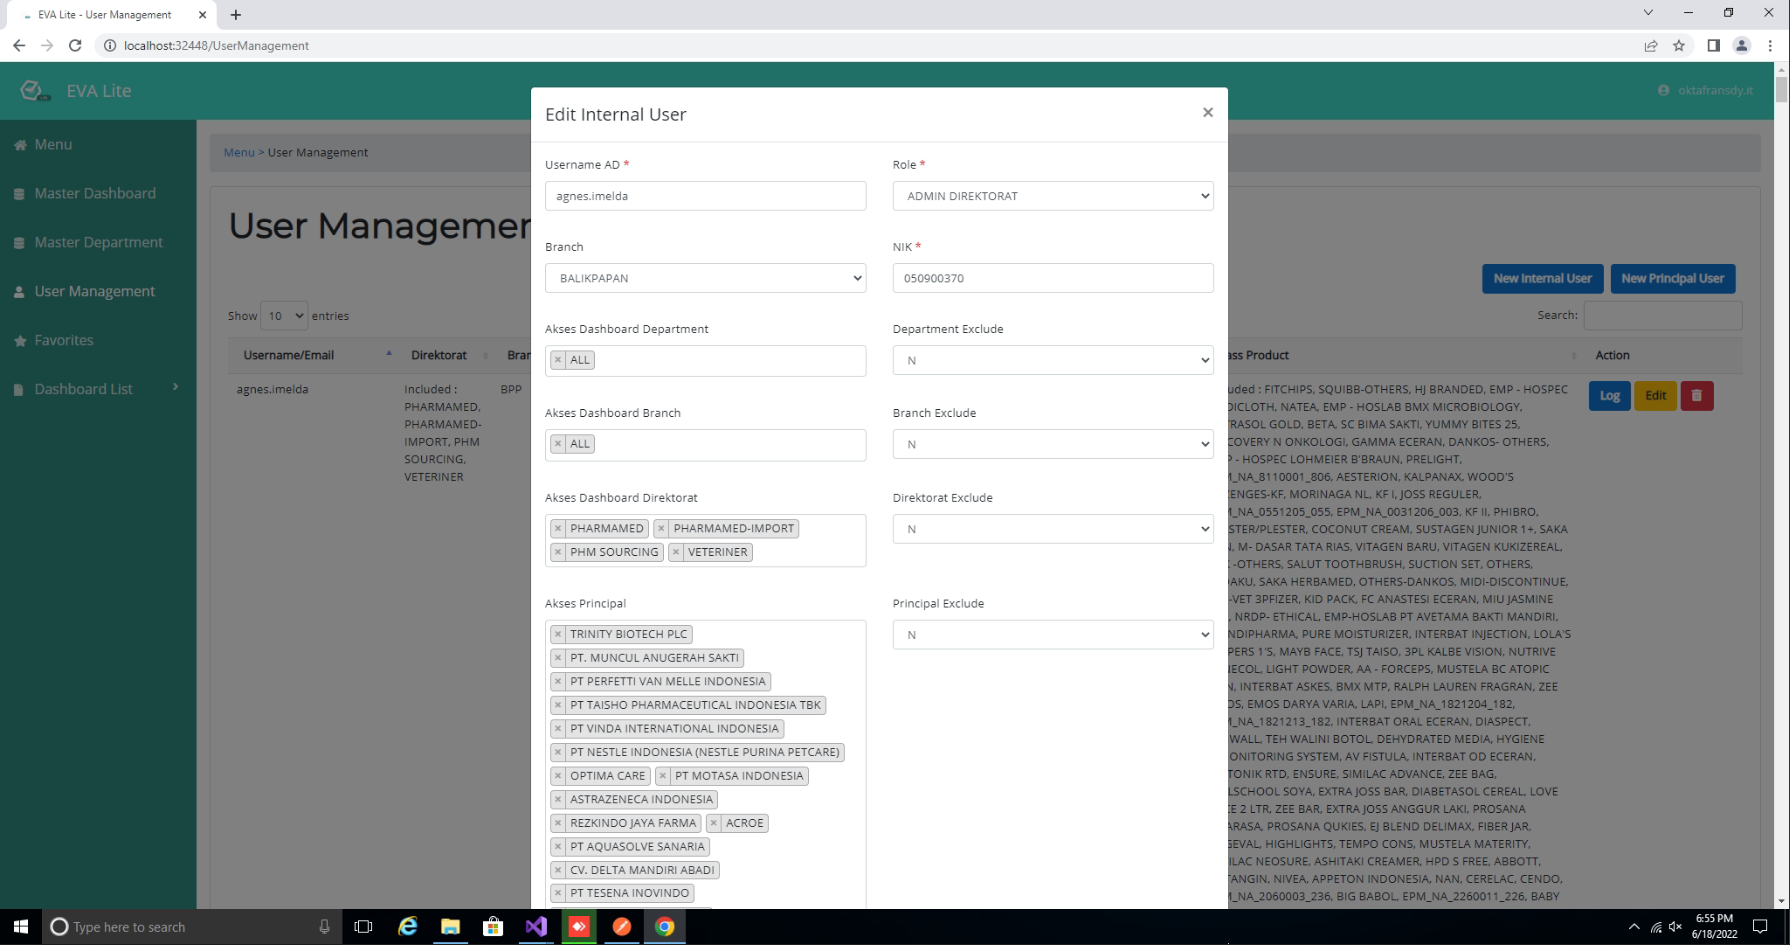 EVA Lite - User Management
localhost:32448/UserManagement
EVA Lite
oktafransdy.it
Menu
Master Dashboard
Master Department
User Management
Favorites
Dashboard List
Menu > User Management
User Managemen
New Internal User
New Principal User
Show 10 entries
Search:
Username/Email
Direktorat
Bran
ass Product
Action
agnes.imelda
Included :
PHARMAMED,
PHARMAMED-
IMPORT, PHM
SOURCING,
VETERINER
BPP
Log
Edit
Edit Internal User
×
Username AD *
agnes.imelda
Role *
ADMIN DIREKTORAT
Branch
BALIKPAPAN
NIK *
050900370
Akses Dashboard Department
× ALL
Department Exclude
N
Akses Dashboard Branch
× ALL
Branch Exclude
N
Akses Dashboard Direktorat
× PHARMAMED × PHARMAMED-IMPORT
× PHM SOURCING × VETERINER
Direktorat Exclude
N
Akses Principal
× TRINITY BIOTECH PLC
× PT. MUNCUL ANUGERAH SAKTI
× PT PERFETTI VAN MELLE INDONESIA
× PT TAISHO PHARMACEUTICAL INDONESIA TBK
× PT VINDA INTERNATIONAL INDONESIA
× PT NESTLE INDONESIA (NESTLE PURINA PETCARE)
× OPTIMA CARE × PT MOTASA INDONESIA
× ASTRAZENECA INDONESIA
× REZKINDO JAYA FARMA × ACROE
× PT AQUASOLVE SANARIA
× CV. DELTA MANDIRI ABADI
× PT TESENA INOVINDO
Principal Exclude
N
uded : FITCHIPS, SQUIBB-OTHERS, HJ BRANDED, EMP - HOSPEC
DICLOTH, NATEA, EMP - HOSLAB BMX MICROBIOLOGY,
RASOL GOLD, BETA, SC BIMA SAKTI, YUMMY BITES 25,
COVERY N ONKOLOGI, GAMMA ECERAN, DANKOS- OTHERS,
P - HOSPEC LOHMEIER B'BRAUN, PRELIGHT,
M_NA_8110001_806, AESTERION, KALPANAX, WOOD'S
ENGES-KF, MORINAGA NL, KF I, JOSS REGULER,
M_NA_0551205_055, EPM_NA_0031206_003, KF II, PHIBRO,
STER/PLESTER, COCONUT CREAM, SUSTAGEN JUNIOR 1+, SAKA
, M- DASAR TATA RIAS, VITAGEN BARU, VITAGEN KUKIZEREAL,
-OTHERS, SALUT TOOTHBRUSH, SUCTION SET, OTHERS,
AKU, SAKA HERBAMED, OTHERS-DANKOS, MIDI-DISCONTINUE,
-VET 3PFIZER, KID PACK, FC ANASTESI ECERAN, MIU JASMINE
, NRDP- ETHICAL, EMP-HOSLAB PT AVETAMA BAKTI MANDIRI,
NDIPHARMA, PURE MOISTURIZER, INTERBAT INJECTION, LOLA'S
PERS 1'S, MAYB FACE, TSJ TAISO, 3PL KALBE VISION, NUTRIVE
IECOL, LIGHT POWDER, AA - FORCEPS, MUSTELA BC ATOPIC
, INTERBAT ASKES, BMX MTP, RALPH LAUREN FRAGRAN, ZEE
OS, EMOS DARYA VARIA, LAPI, EPM_NA_1821204_182,
M_NA_1821213_182, INTERBAT ORAL ECERAN, DIASPECT,
WALL, TEH WALINI BOTOL, DEHYDRATED MEDIA, HYGIENE
ONITORING SYSTEM, AV FISTULA, INTERBAT OD ECERAN,
TONIK RTD, ENSURE, SIMILAC ADVANCE, ZEE BAG,
LSCHOOL SOYA, EXTRA JOSS BAR, DIABETASOL CEREAL, LOVE
E 2 LTR, ZEE BAR, EXTRA JOSS ANGGUR LAKI, PROSANA
ARASA, PROSANA QUKIES, EJ BLEND DELIMAX, FIBER JAR,
GEVAL, HIGHLIGHTS, TEMPO CONS, MUSTELA MATERITY,
ILAC NEOSURE, ASHITAKI CREAMER, HPD S FREE, ABBOTT,
TANGIN, NIVEA, APPETON INDONESIA, NAN, CERELAC, CENDO,
M_NA_2060003_236, BIG BABOL, EPM_NA_2260011_226, BABY
Type here to search
6:55 PM
6/18/2022